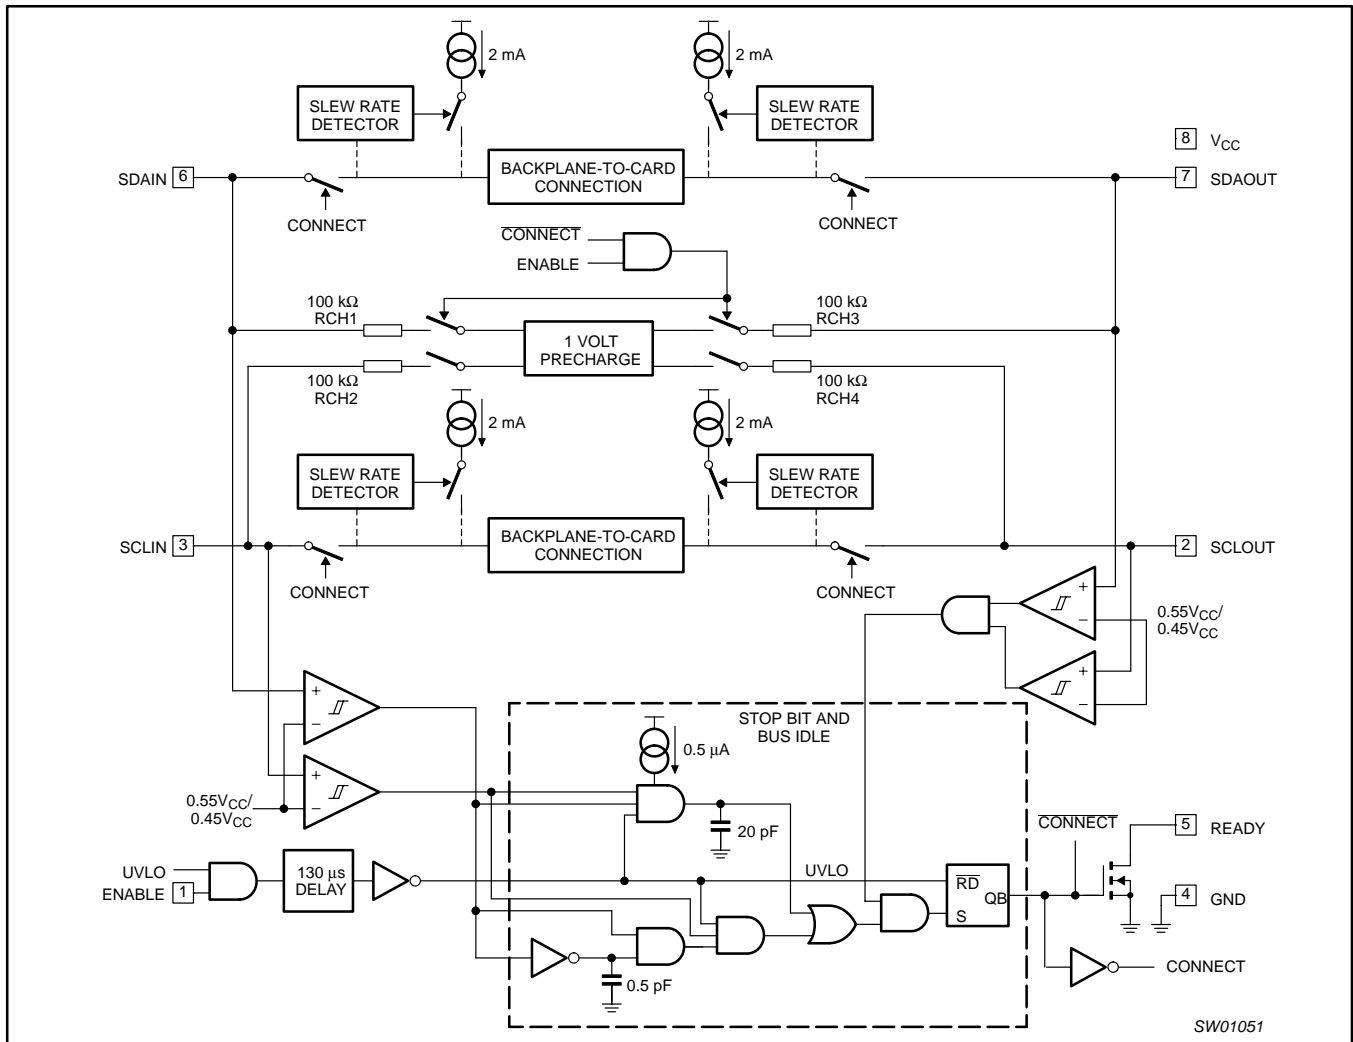 2 mA
2 mA
SLEW RATE
DETECTOR
SLEW RATE
DETECTOR
8 VCC
SDAIN 6
BACKPLANE-TO-CARD
CONNECTION
7 SDAOUT
CONNECT
CONNECT
CONNECT
ENABLE
100 kΩ
RCH1
100 kΩ
RCH3
1 VOLT
PRECHARGE
100 kΩ
RCH2
100 kΩ
RCH4
2 mA
2 mA
SLEW RATE
DETECTOR
SLEW RATE
DETECTOR
SCLIN 3
BACKPLANE-TO-CARD
CONNECTION
2 SCLOUT
CONNECT
CONNECT
+
−
0.55VCC/
0.45VCC
+
−
+
−
STOP BIT AND
BUS IDLE
0.5 µA
+
−
0.55VCC/
0.45VCC
20 pF
CONNECT
5 READY
UVLO
ENABLE 1
130 µs
DELAY
UVLO
RD
QB
S
4 GND
0.5 pF
CONNECT
SW01051